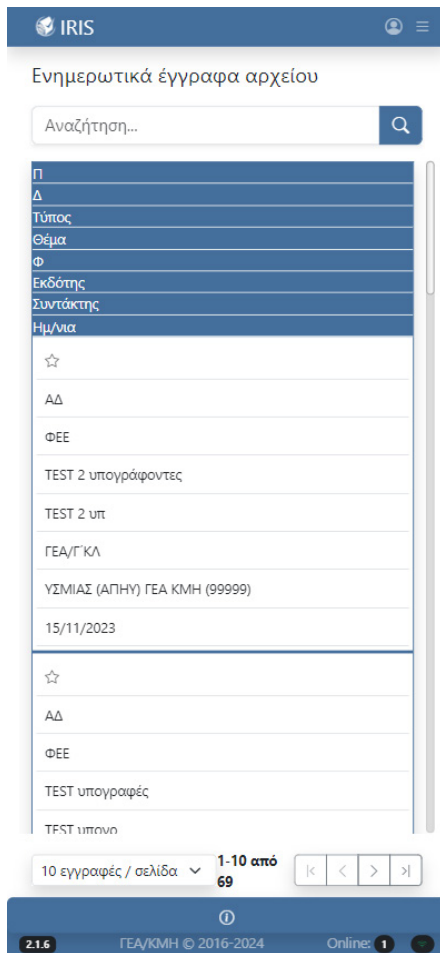 IRIS
Ενημερωτικά έγγραφα αρχείου
Αναζήτηση...
Π
Δ
Τύπος
Θέμα
Φ
Εκδότης
Συντάκτης
Ημ/νια
ΑΔ
ΦΕΕ
TEST 2 υπογράφοντες
TEST 2 υπ
ΓΕΑ/Γ΄ΚΛ
ΥΣΜΙΑΣ (ΑΠΗΥ) ΓΕΑ ΚΜΗ (99999)
15/11/2023
ΑΔ
ΦΕΕ
TEST υπογραφές
TEST υπογρ
10 εγγραφές / σελίδα
1-10 από
69
2.1.6 ΓΕΑ/ΚΜΗ © 2016-2024 Online: 1